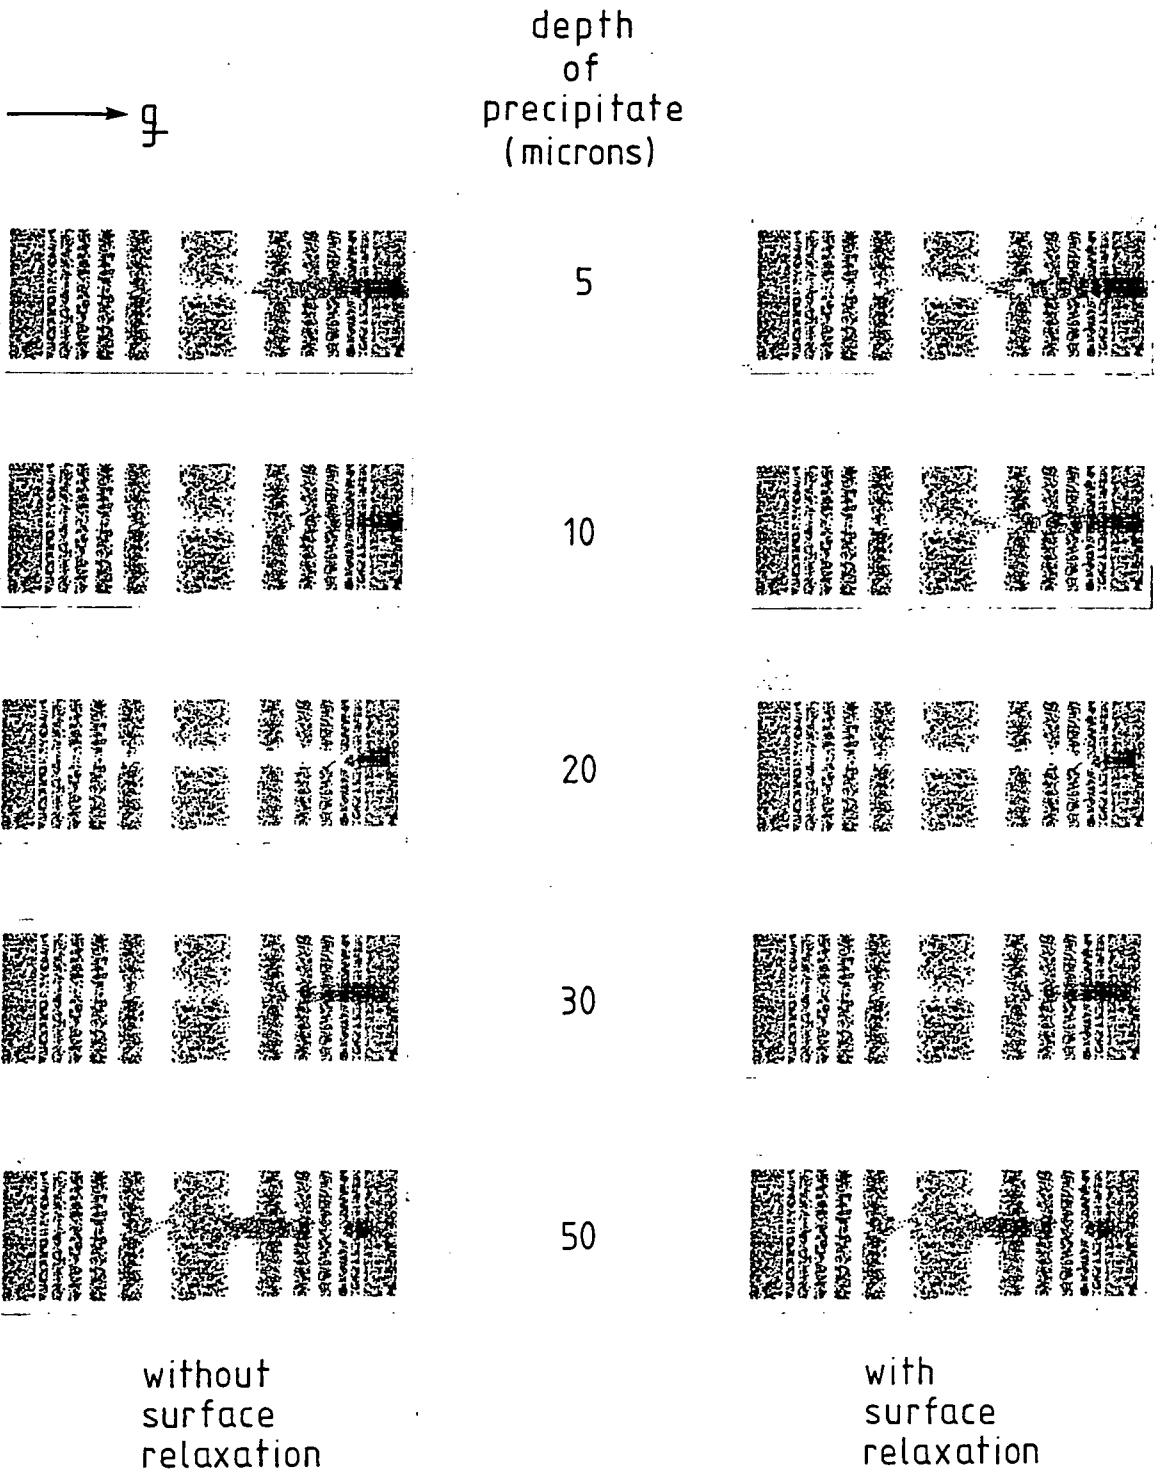 depth
of
precipitate
(microns)
g
5
10
20
30
50
without
surface
relaxation
with
surface
relaxation